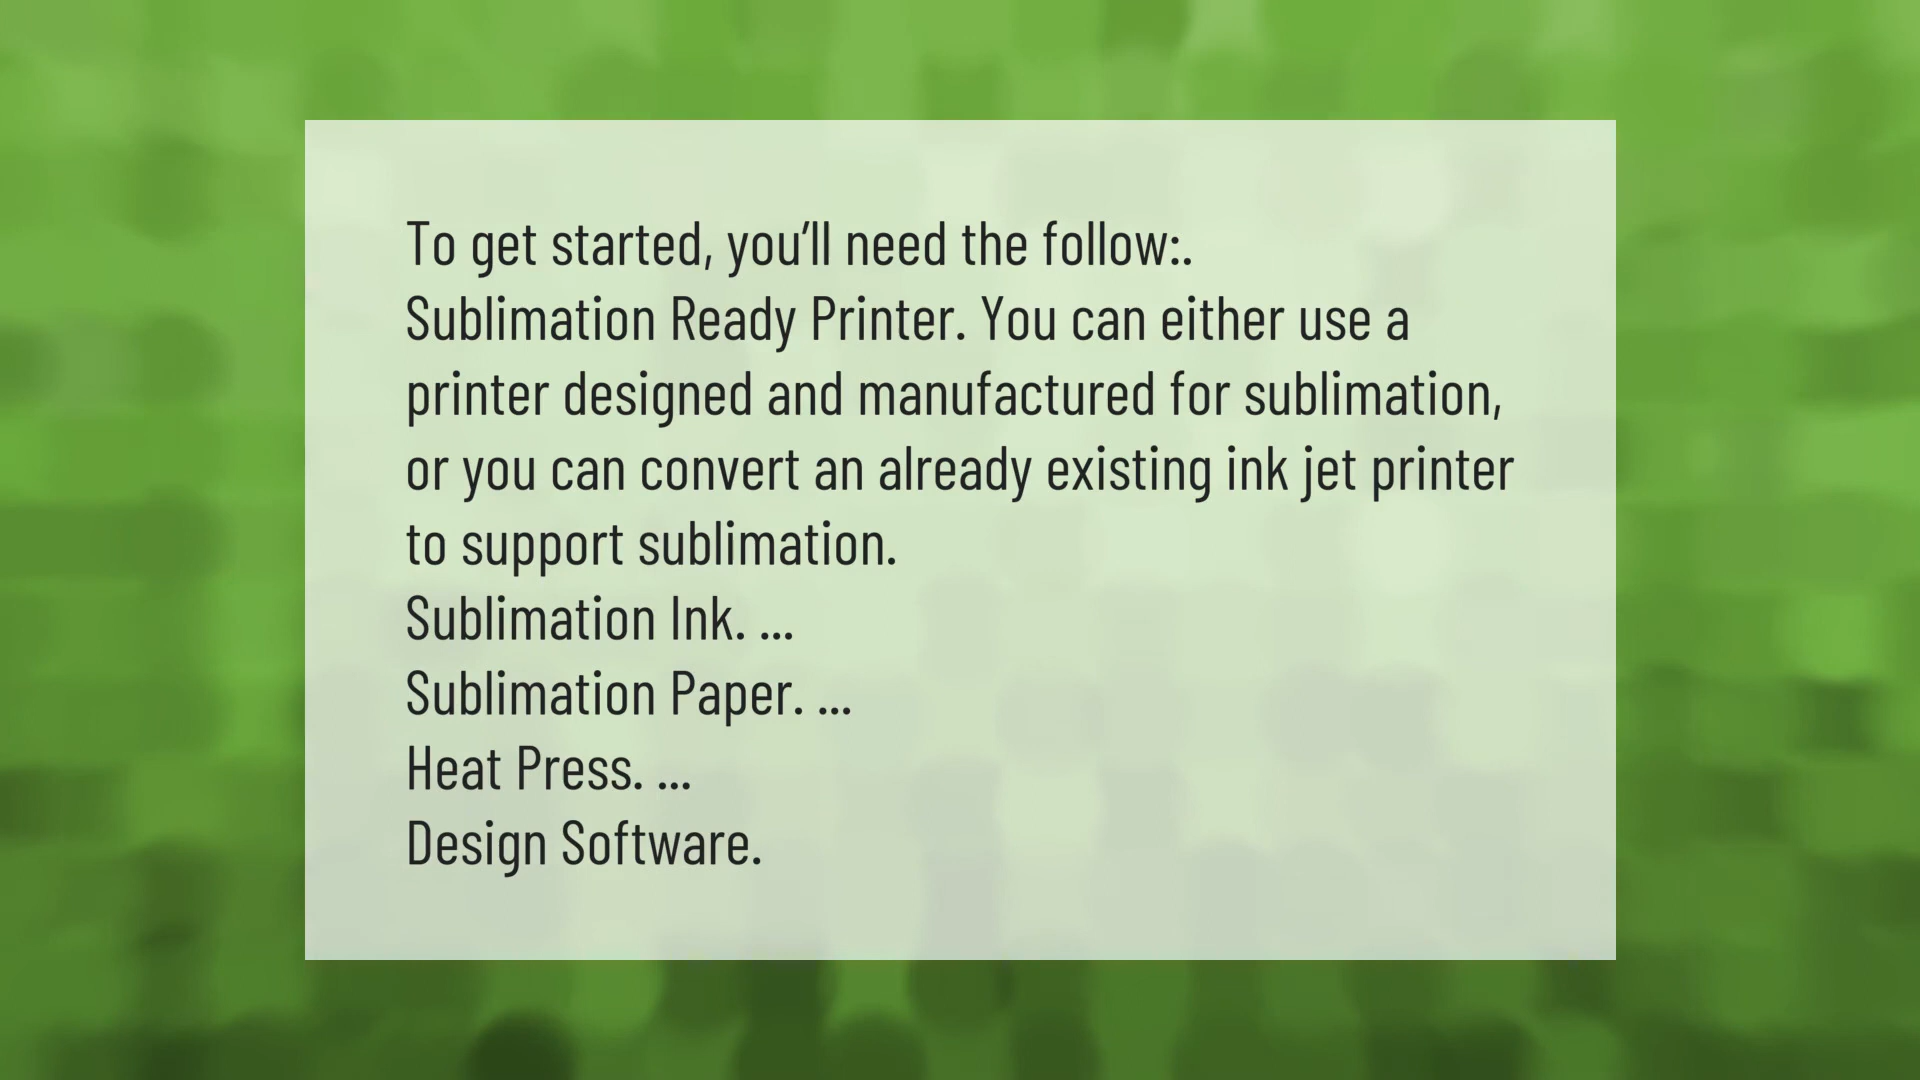 To get started, you’ll need the follow:.
Sublimation Ready Printer. You can either use a
printer designed and manufactured for sublimation,
or you can convert an already existing ink jet printer
to support sublimation.
Sublimation Ink. ...
Sublimation Paper. ...
Heat Press. ...
Design Software.